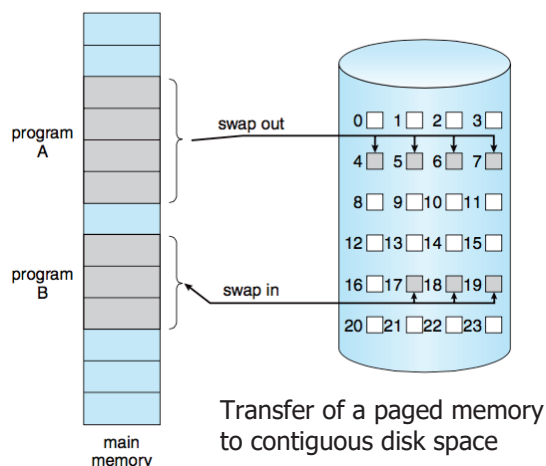 program
A
swap out
0 1 2 3
4 5 6 7
8 9 10 11
12 13 14 15
program
B
swap in
16 17 18 19
20 21 22 23
main
memory
Transfer of a paged memory
to contiguous disk space